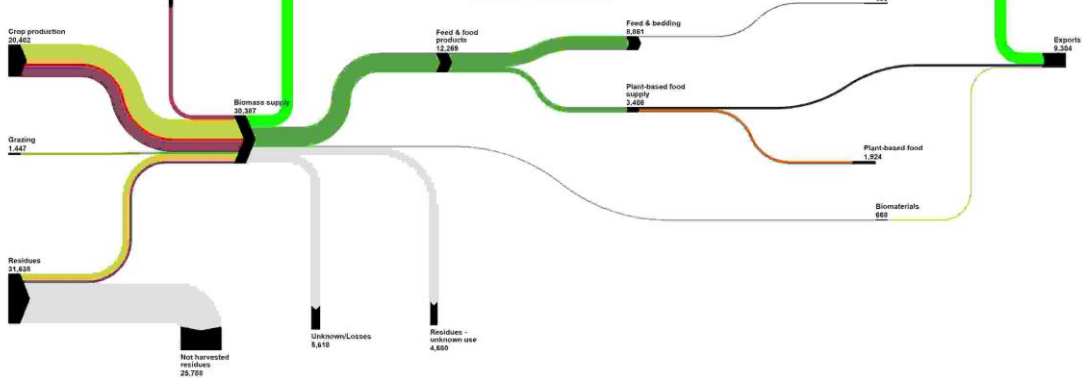 Crop production
20,402
Grazing
1,447
Residues
31,638
Not harvested
residues
25,788
Biomass supply
30,387
Unknown/Losses
5,618
Residues -
unknown use
4,880
Feed & food
products
12,269
Feed & bedding
8,861
Plant-based food
supply
3,408
Plant-based food
1,924
Biomaterials
668
Exports
9,304